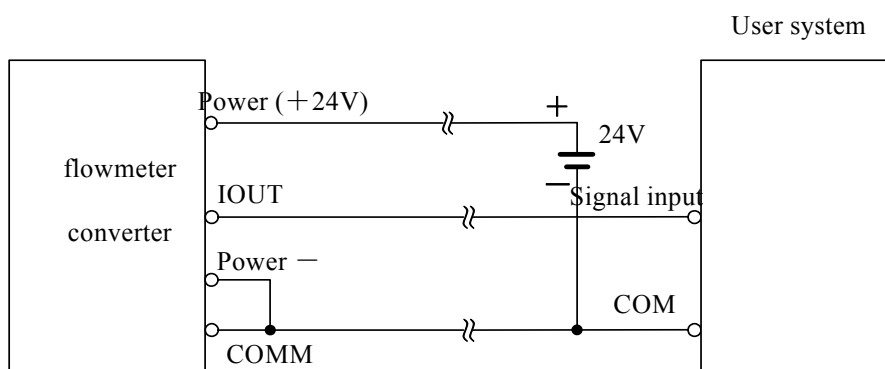 User system
Power (＋24V)
＋
24V
flowmeter
IOUT
－
Signal input
converter
Power －
COM
COMM